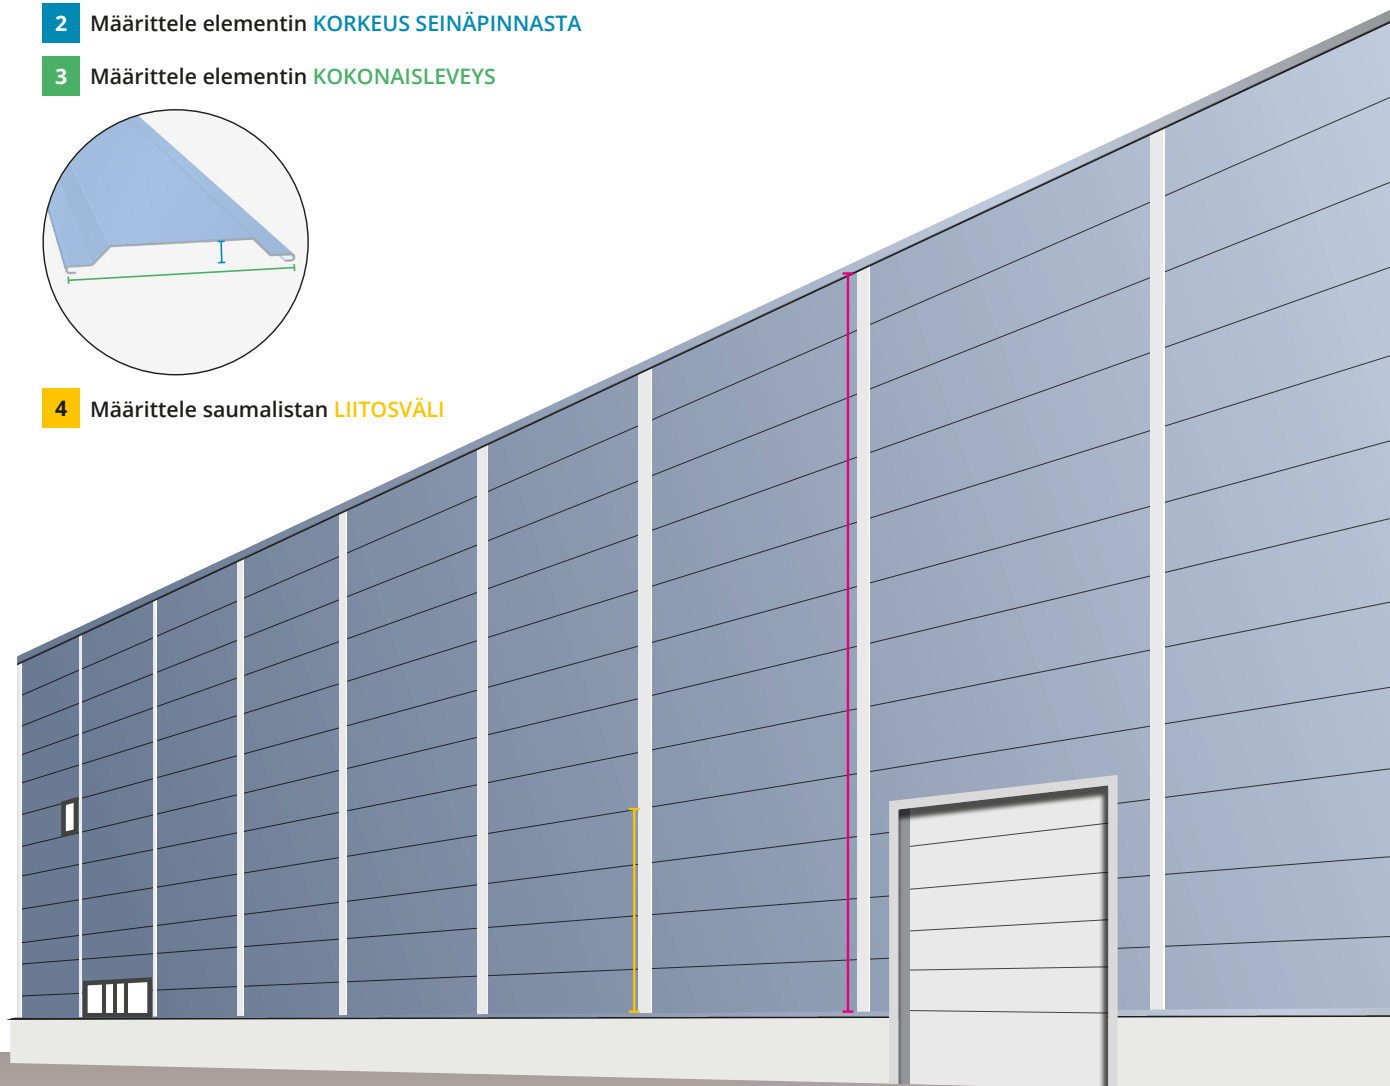 2 Määrittele elementin KORKEUS SEINÄPINNASTA
3 Määrittele elementin KOKONAISLEVEYS
4 Määrittele saumalistan LIITOSVÄLI